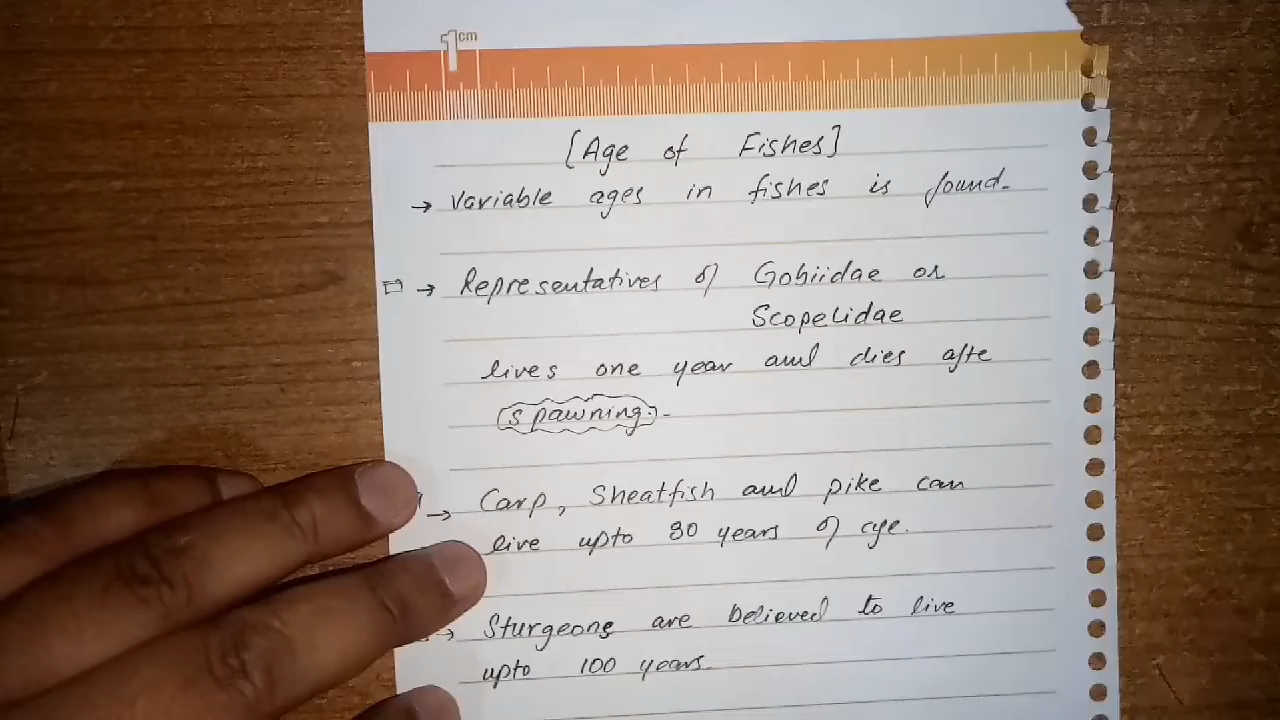 1cm
[Age of Fishes]
→ Variable ages in fishes is found.
→ Representatives of Gobiidae or
Scopelidae
lives one year and dies afte
spawning.
→ Carp, Sheatfish and pike can
live upto 80 years of age.
→ Sturgeons are believed to live
upto 100 years.